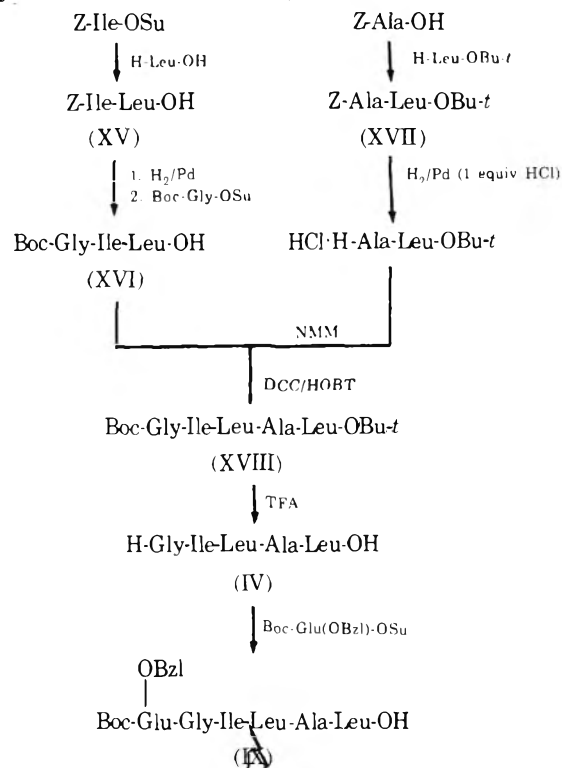 Z-Ile-OSu Z-Ala-OH
H-Leu-OH H-Leu-OBu-t
Z-Ile-Leu-OH Z-Ala-Leu-OBu-t
(XV) (XVII)
1. H₂/Pd H₂/Pd (1 equiv HCl)
2. Boc-Gly-OSu
Boc-Gly-Ile-Leu-OH HCl·H-Ala-Leu-OBu-t
(XVI)
NMM
DCC/HOBT
Boc-Gly-Ile-Leu-Ala-Leu-OBu-t
(XVIII)
TFA
H-Gly-Ile-Leu-Ala-Leu-OH
(IV)
Boc-Glu(OBzl)-OSu
OBzl
Boc-Glu-Gly-Ile-Leu-Ala-Leu-OH
(IX)